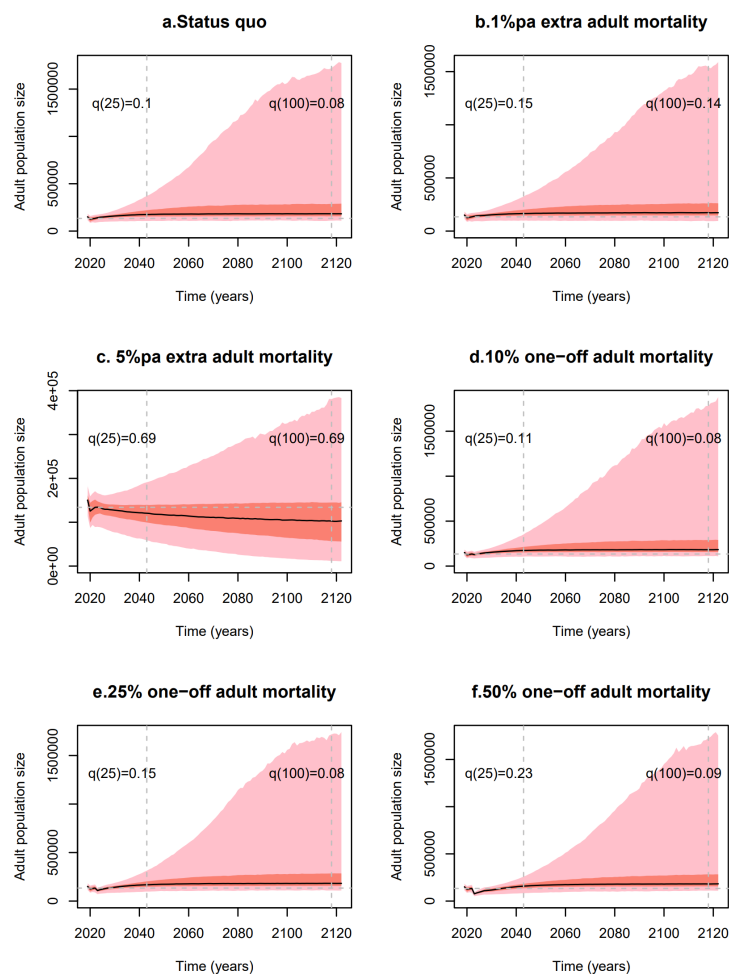 a.Status quo
Adult population size
0
500000
1500000
q(25)=0.1
q(100)=0.08
2020 2040 2060 2080 2100 2120
Time (years)
b.1%pa extra adult mortality
Adult population size
0
500000
1500000
q(25)=0.15
q(100)=0.14
2020 2040 2060 2080 2100 2120
Time (years)
c. 5%pa extra adult mortality
Adult population size
0e+00
2e+05
4e+05
q(25)=0.69
q(100)=0.69
2020 2040 2060 2080 2100 2120
Time (years)
d.10% one−off adult mortality
Adult population size
0
500000
1500000
q(25)=0.11
q(100)=0.08
2020 2040 2060 2080 2100 2120
Time (years)
e.25% one−off adult mortality
Adult population size
0
500000
1500000
q(25)=0.15
q(100)=0.08
2020 2040 2060 2080 2100 2120
Time (years)
f.50% one−off adult mortality
Adult population size
0
500000
1500000
q(25)=0.23
q(100)=0.09
2020 2040 2060 2080 2100 2120
Time (years)